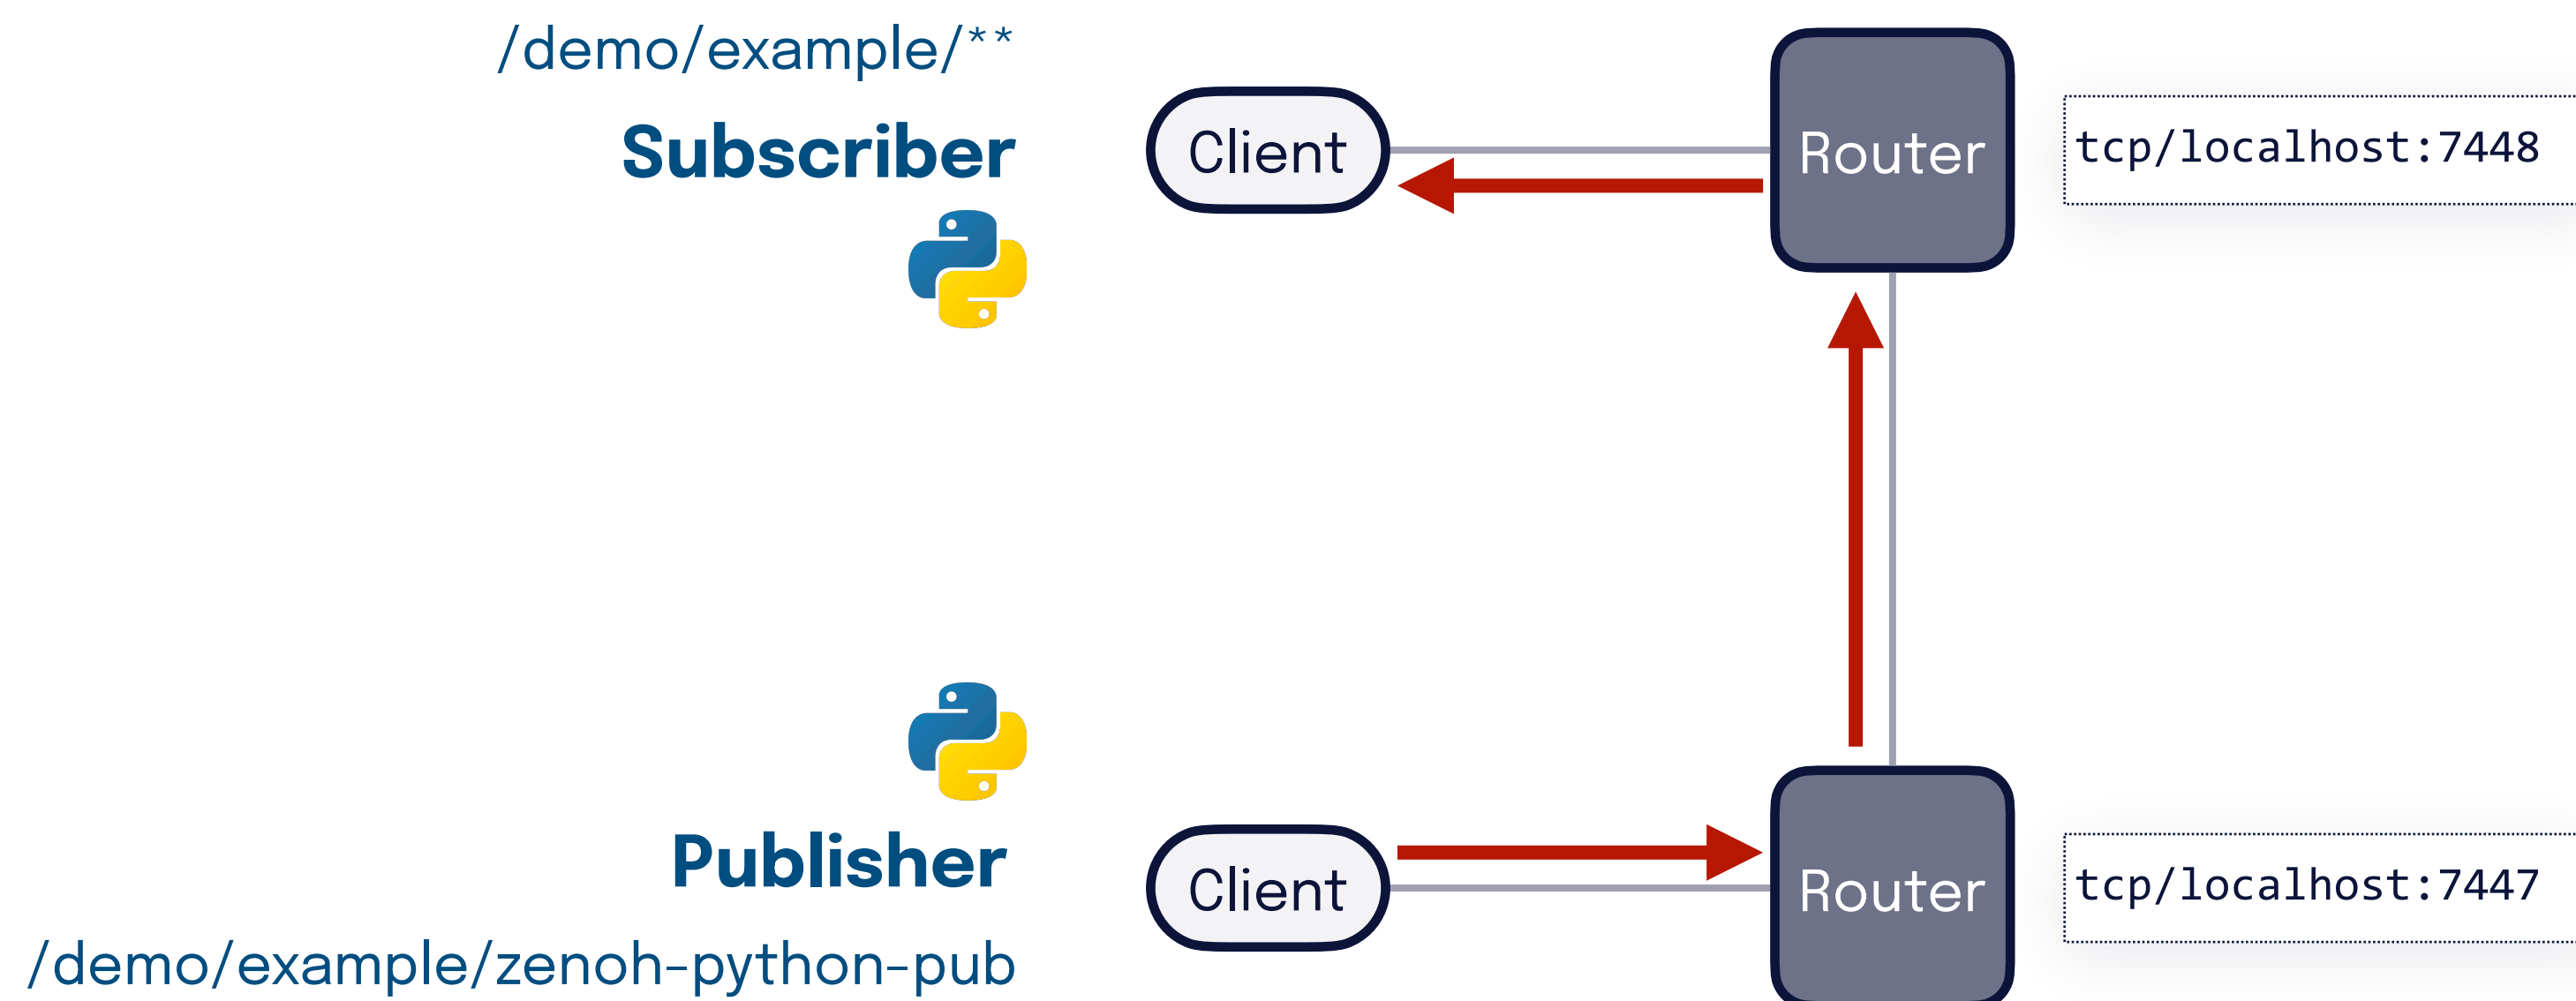 /demo/example/**
Subscriber
Client
Router
tcp/localhost:7448
Publisher
/demo/example/zenoh-python-pub
Client
Router
tcp/localhost:7447